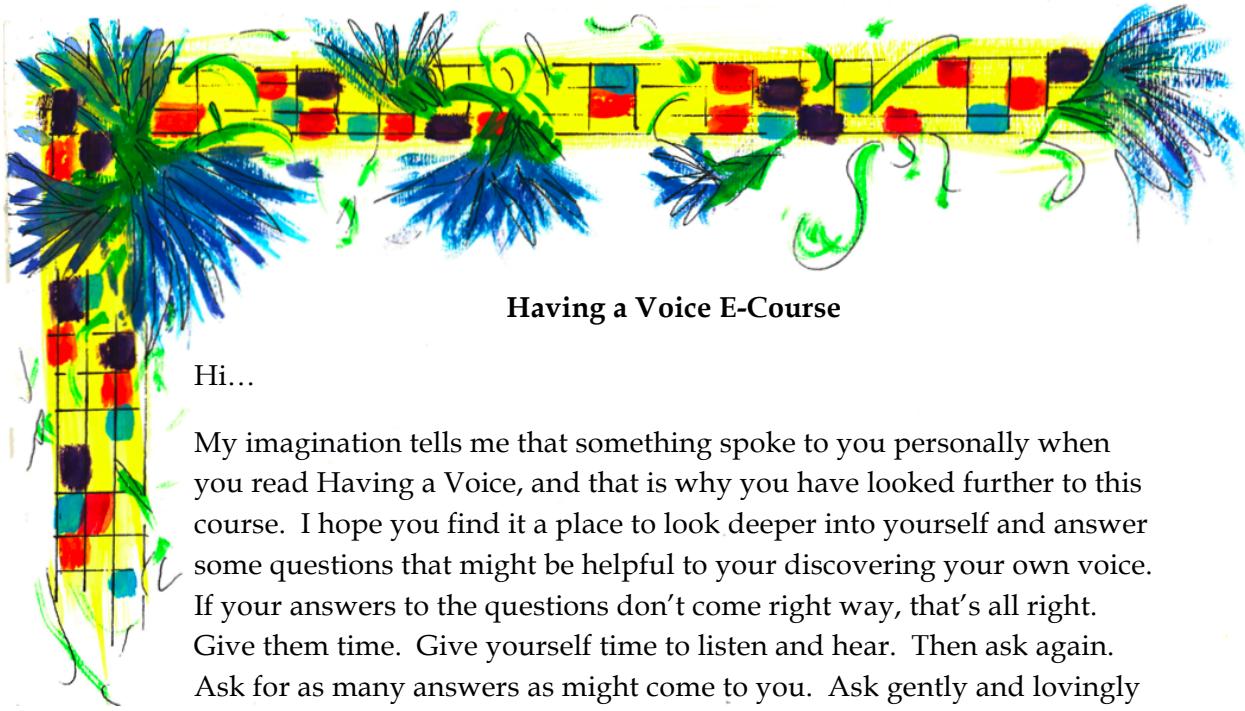 Having a Voice E-Course
Hi…
My imagination tells me that something spoke to you personally when
you read Having a Voice, and that is why you have looked further to this
course.  I hope you find it a place to look deeper into yourself and answer
some questions that might be helpful to your discovering your own voice.
If your answers to the questions don’t come right way, that’s all right.
Give them time.  Give yourself time to listen and hear.  Then ask again.
Ask for as many answers as might come to you.  Ask gently and lovingly